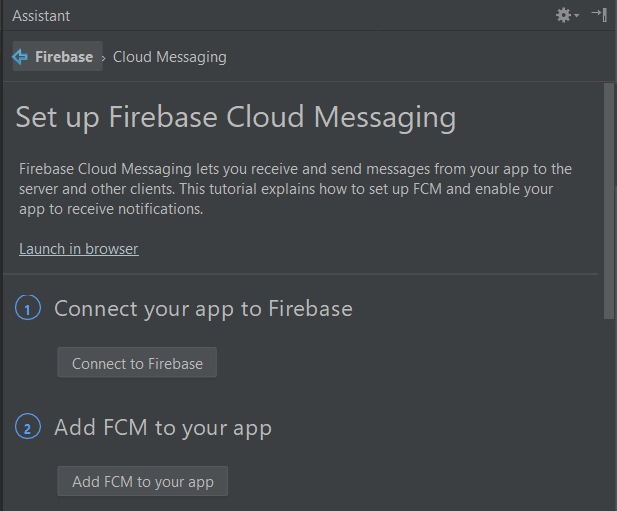 Assistant
Firebase › Cloud Messaging
Set up Firebase Cloud Messaging
Firebase Cloud Messaging lets you receive and send messages from your app to the
server and other clients. This tutorial explains how to set up FCM and enable your
app to receive notifications.
Launch in browser
1 Connect your app to Firebase
Connect to Firebase
2 Add FCM to your app
Add FCM to your app